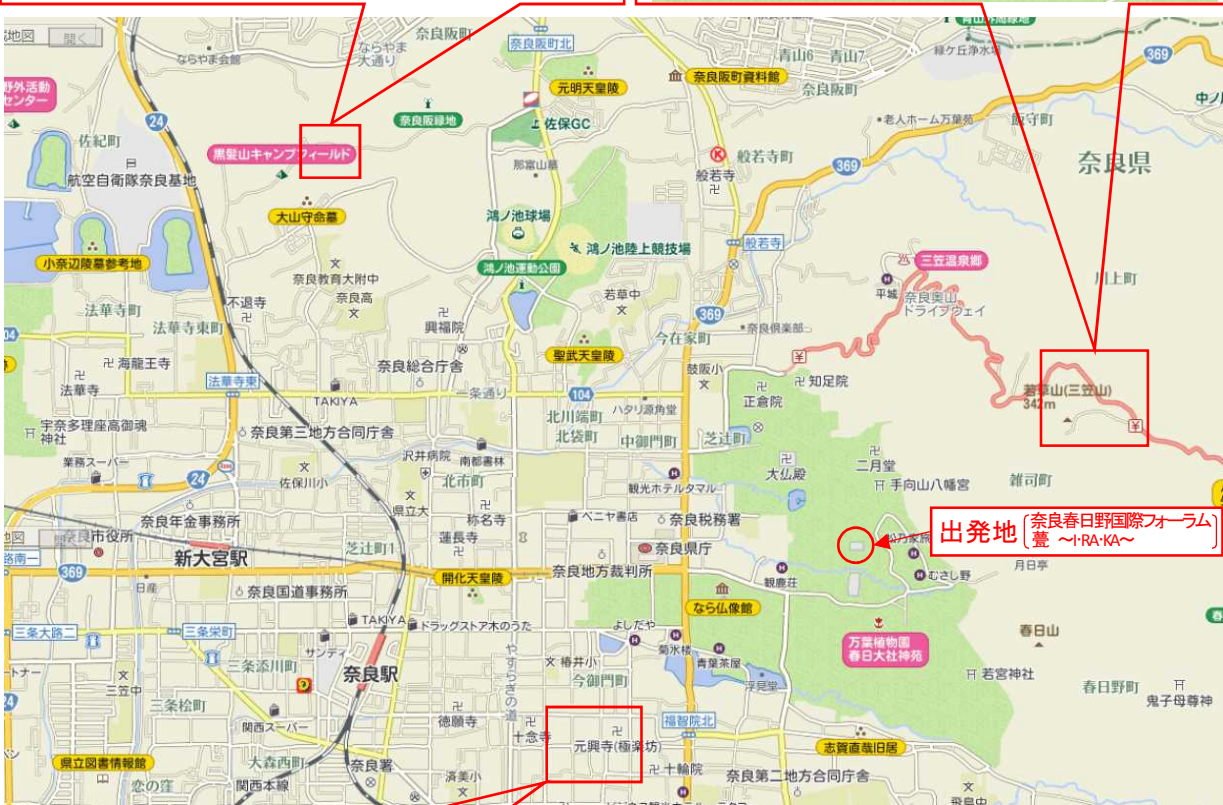 奈良阪町
奈良阪町北
青山6
青山7
緑ケ丘浄水場
開く
ならやま会館
ならやま
大通り
元明天皇陵
奈良阪町資料館
奈良阪町
369
野外活動
センター
24
奈良阪緑地
佐保GC
老人ホーム万葉苑
飯守町
中ノ川
佐紀町
黒髪山キャンプフィールド
那富山墓
般若寺町
369
奈良県
航空自衛隊奈良基地
般若寺
大山守命墓
鴻ノ池球場
鴻ノ池陸上競技場
般若寺
小奈辺陵墓参考地
鴻ノ池運動公園
三笠温泉郷
川上町
奈良教育大附中
若草中
平城
奈良奥山
ドライブウェイ
不退寺
奈良高
法華寺町
法華寺東町
興福院
369
奈良倶楽部
今在家町
聖武天皇陵
海龍王寺
奈良総合庁舎
鼓阪小
知足院
若草山(三笠山)
342m
法華寺
法華寺東
一条通り
104
正倉院
TAKIYA
北川端町
ハタリ源角堂
宇奈多理座高御魂
神社
奈良第三地方合同庁舎
北袋町
中御門町
芝辻町
二月堂
業務スーパー
沢井病院
南都書林
大仏殿
手向山八幡宮
雑司町
24
佐保川小
北市町
観光ホテルタマル
県立大
称名寺
ベニヤ書店
奈良税務署
奈良年金事務所
奈良市役所
蓮長寺
出発地
奈良春日野国際フォーラム
甍 ~I・RA・KA~
新大宮駅
芝辻町1
奈良県庁
月日亭
369
開化天皇陵
奈良地方裁判所
観鹿荘
むさし野
日産
奈良国道事務所
なら仏像館
三条大路二
三条栄町
TAKIYA
ドラッグストア木のうた
よしだや
万葉植物園
春日大社神苑
春日山
サンディ
やすらぎの道
椿井小
菊水楼
青葉茶屋
三条添川町
奈良駅
今御門町
浮見堂
若宮神社
春日野町
三笠中
鬼子母尊神
三条桧町
徳願寺
十念寺
福智院北
関西スーパー
元興寺(極楽坊)
志賀直哉旧居
県立図書情報館
大森西町
奈良署
十輪院
奈良第二地方合同庁舎
恋の窪
関西本線
済美小
飛鳥中